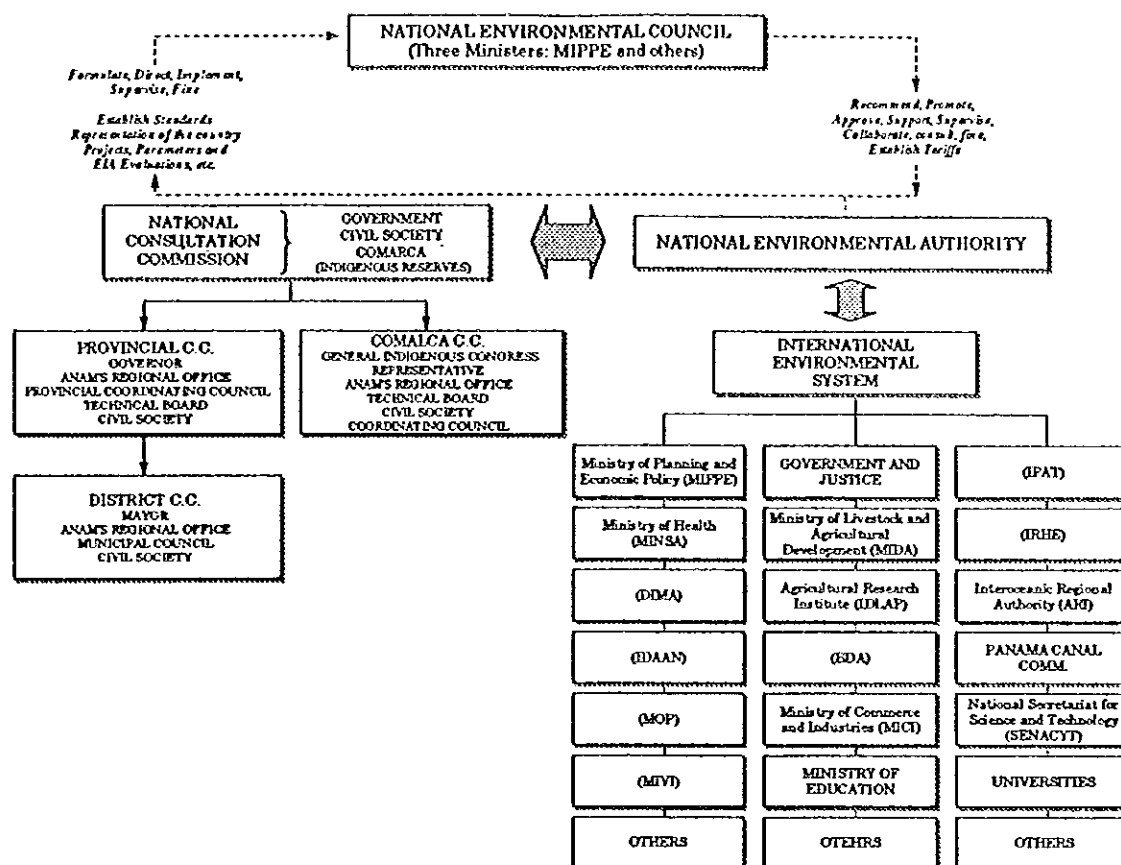 NATIONAL ENVIRONMENTAL COUNCIL
(Three Ministers: MIPPE and others)
Formulate, Direct, Implement,
Supervise, Fine
Establish Standards
Representation of the country
Projects, Parameters and
EIA Evaluations, etc.
Recommend, Promote,
Approve, Support, Supervise,
Collaborate, consult, fine,
Establish Tariffs
NATIONAL
CONSULTATION
COMMISSION
GOVERNMENT
CIVIL SOCIETY
COMARCA
(INDIGENOUS RESERVES)
NATIONAL ENVIRONMENTAL AUTHORITY
PROVINCIAL C.C.
GOVERNOR
ANAM'S REGIONAL OFFICE
PROVINCIAL COORDINATING COUNCIL
TECHNICAL BOARD
CIVIL SOCIETY
COMALCA C.C.
GENERAL INDIGENOUS CONGRESS
REPRESENTATIVE
ANAM'S REGIONAL OFFICE
TECHNICAL BOARD
CIVIL SOCIETY
COORDINATING COUNCIL
INTERNATIONAL
ENVIRONMENTAL
SYSTEM
DISTRICT C.C.
MAYOR
ANAM'S REGIONAL OFFICE
MUNICIPAL COUNCIL
CIVIL SOCIETY
Ministry of Planning and
Economic Policy (MIPPE)
Ministry of Health
(MINSA)
(DIMA)
(IDAAN)
(MOP)
(MIVI)
OTHERS
GOVERNMENT AND
JUSTICE
Ministry of Livestock and
Agricultural
Development (MIDA)
Agricultural Research
Institute (IDLAP)
(BDA)
Ministry of Commerce
and Industries (MICI)
MINISTRY OF
EDUCATION
OTEHRS
(IPAT)
(IRHE)
Interoceanic Regional
Authority (ARI)
PANAMA CANAL
COMM.
National Secretariat for
Science and Technology
(SENACYT)
UNIVERSITIES
OTHERS